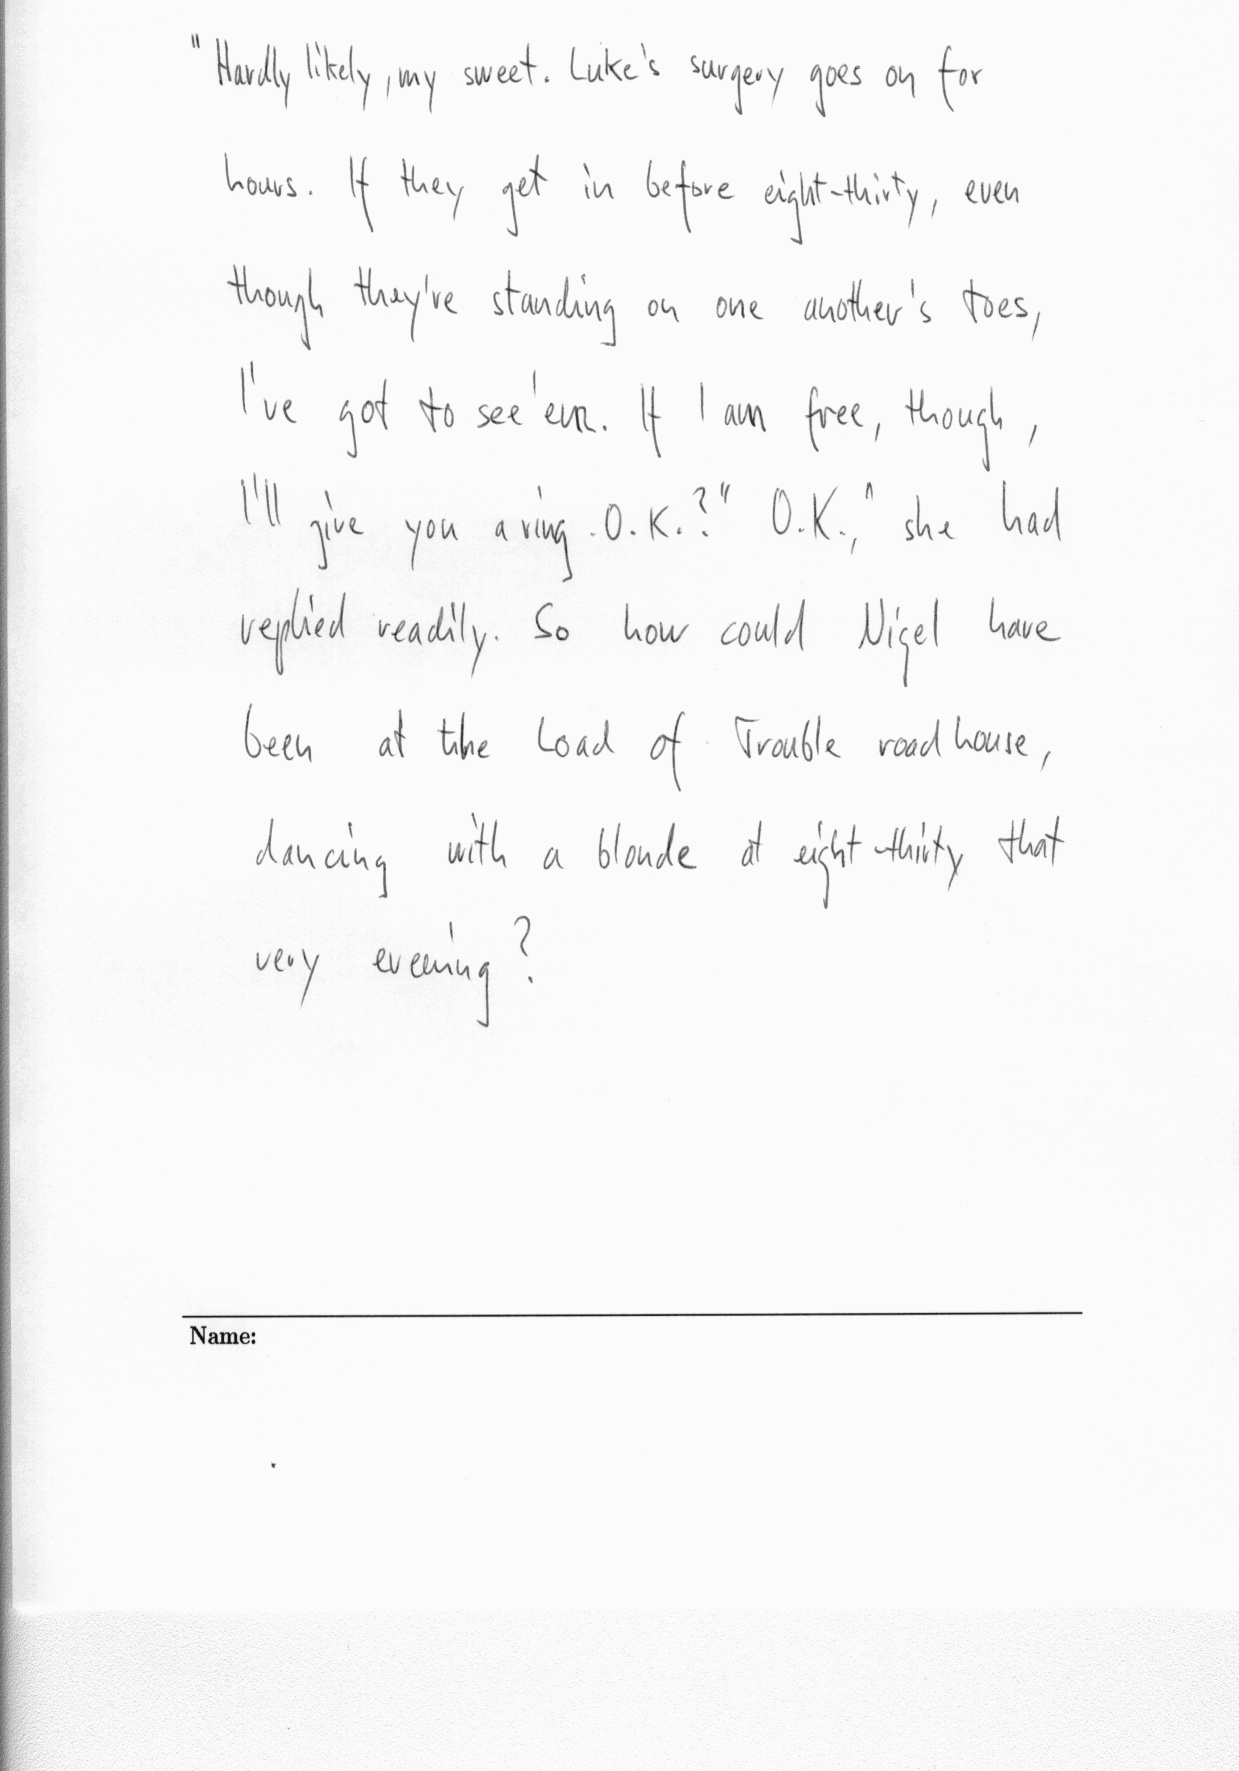 "Hardly likely, my sweet. Luke's surgery goes on for
hours. If they get in before eight-thirty, even
though they're standing on one another's toes,
I've got to see 'em. If I am free, though,
I'll give you a ring. O.K.?" O.K.," she had
replied readily. So how could Nigel have
been at the Load of Trouble roadhouse,
dancing with a blonde at eight-thirty that
very evening?
Name: